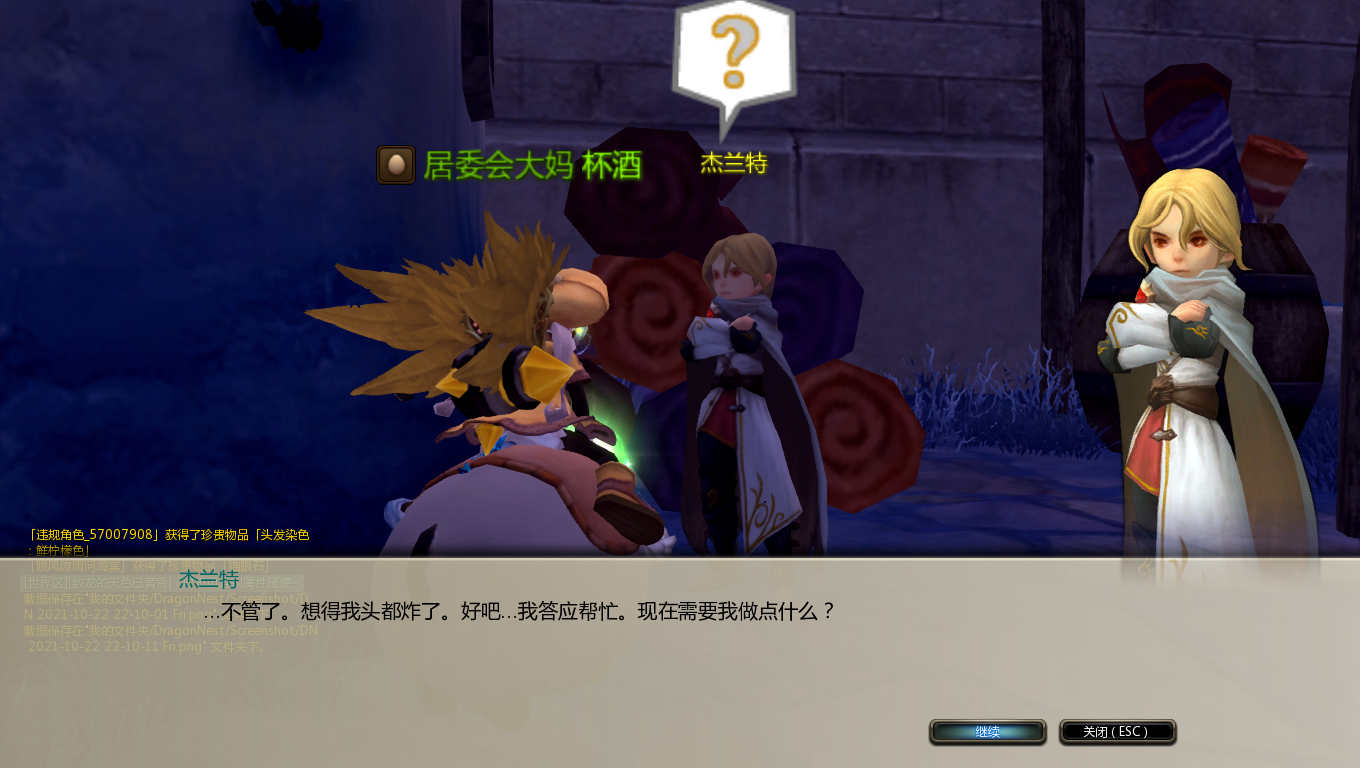 居委会大妈 杯酒
杰兰特
「违规角色_57007908」获得了珍贵物品「头发染色
：鲜柠檬色」
杰兰特
…不管了。想得我头都炸了。好吧…我答应帮忙。现在需要我做点什么？
截图保存在"我的文件夹/DragonNest/Screenshot/D
N 2021-10-22 22-10-01 Fri.png"
截图保存在"我的文件夹/DragonNest/Screenshot/DN
2021-10-22 22-10-11 Fri.png" 文件夹下。
继续
关闭 ( ESC )